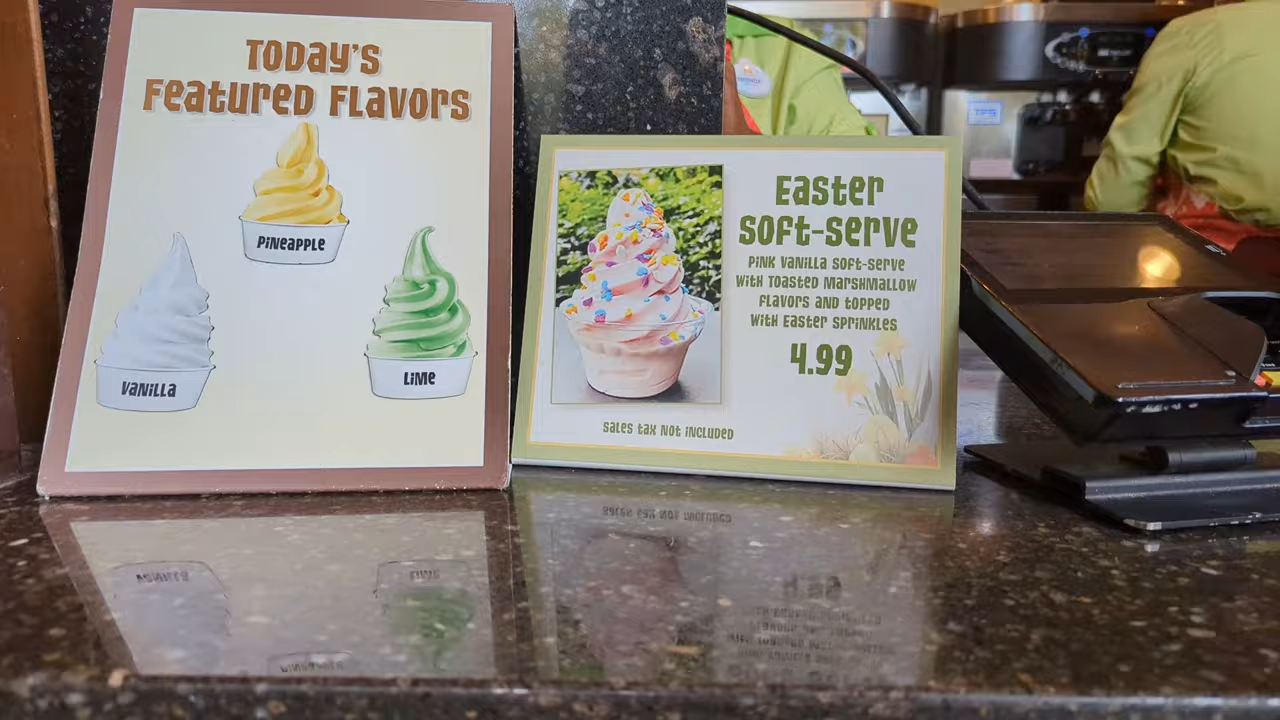 Today's
Featured Flavors
Pineapple
Vanilla
Lime
Easter
Soft-Serve
Pink Vanilla Soft-Serve
with Toasted Marshmallow
Flavors and topped
with Easter Sprinkles
4.99
Sales tax not included